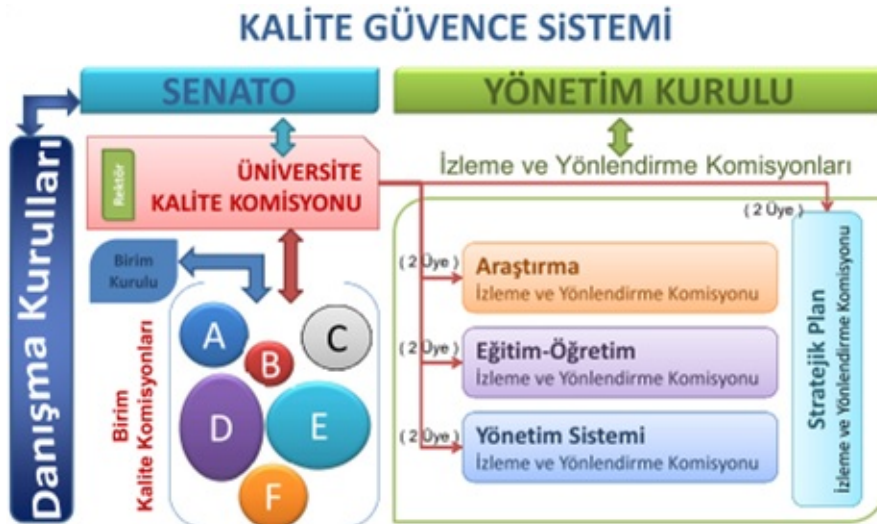 KALİTE GÜVENCE SiSTEMİ
SENATO
YÖNETİM KURULU
Danışma Kurulları
Rektör
ÜNİVERSİTE
KALİTE KOMİSYONU
İzleme ve Yönlendirme Komisyonları
Birim
Kurulu
Birim
Kalite Komisyonları
A
B
C
D
E
F
( 2 Üye )
Araştırma
İzleme ve Yönlendirme Komisyonu
( 2 Üye )
Eğitim-Öğretim
İzleme ve Yönlendirme Komisyonu
( 2 Üye )
Yönetim Sistemi
İzleme ve Yönlendirme Komisyonu
( 2 Üye )
Stratejik Plan
İzleme ve Yönlendirme Komisyonu